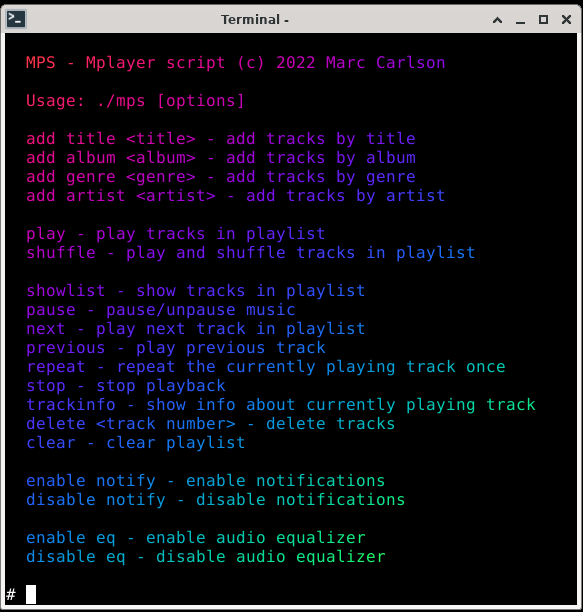 Terminal -
MPS - Mplayer script (c) 2022 Marc Carlson
Usage: ./mps [options]
add title <title> - add tracks by title
add album <album> - add tracks by album
add genre <genre> - add tracks by genre
add artist <artist> - add tracks by artist
play - play tracks in playlist
shuffle - play and shuffle tracks in playlist
showlist - show tracks in playlist
pause - pause/unpause music
next - play next track in playlist
previous - play previous track
repeat - repeat the currently playing track once
stop - stop playback
trackinfo - show info about currently playing track
delete <track number> - delete tracks
clear - clear playlist
enable notify - enable notifications
disable notify - disable notifications
enable eq - enable audio equalizer
disable eq - disable audio equalizer
#